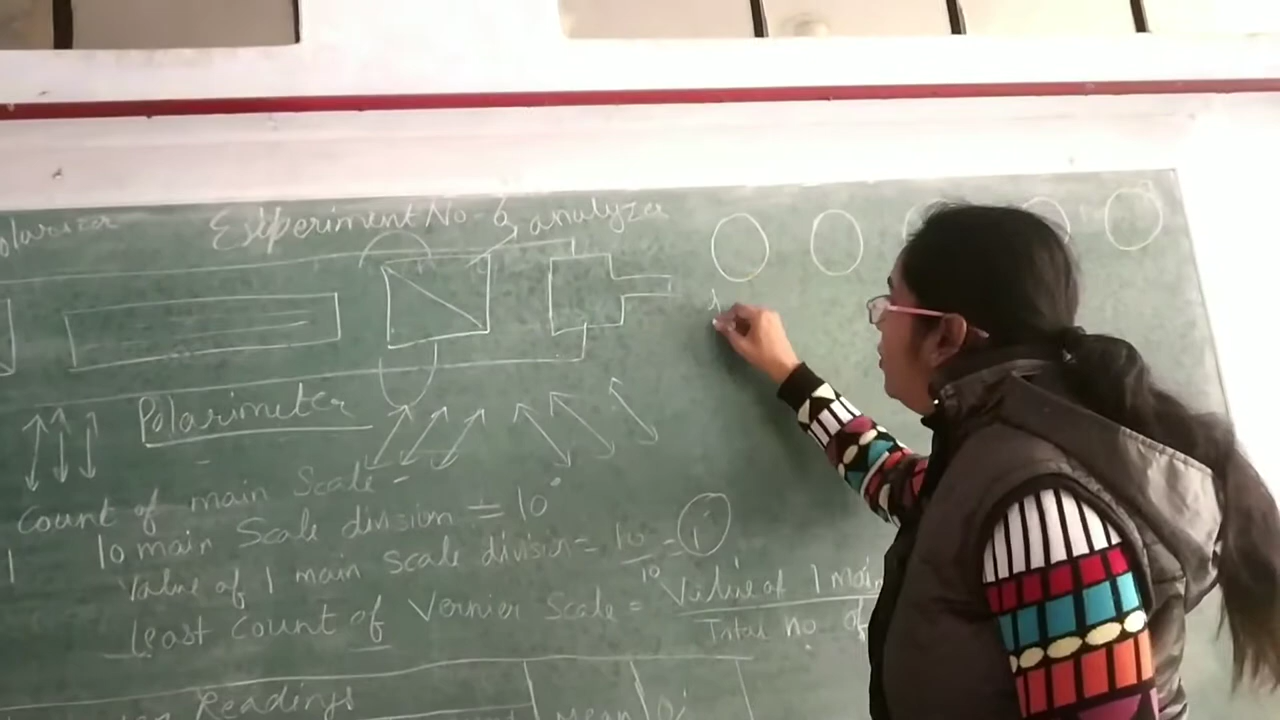 Experiment No-6 analyzer
Polarimeter
Count of main Scale -
10 main Scale division = 10°
Value of 1 main scale division = 10/10 = 1°
Least Count of Vernier Scale = Value of 1 main
Total no of
Readings
Mean